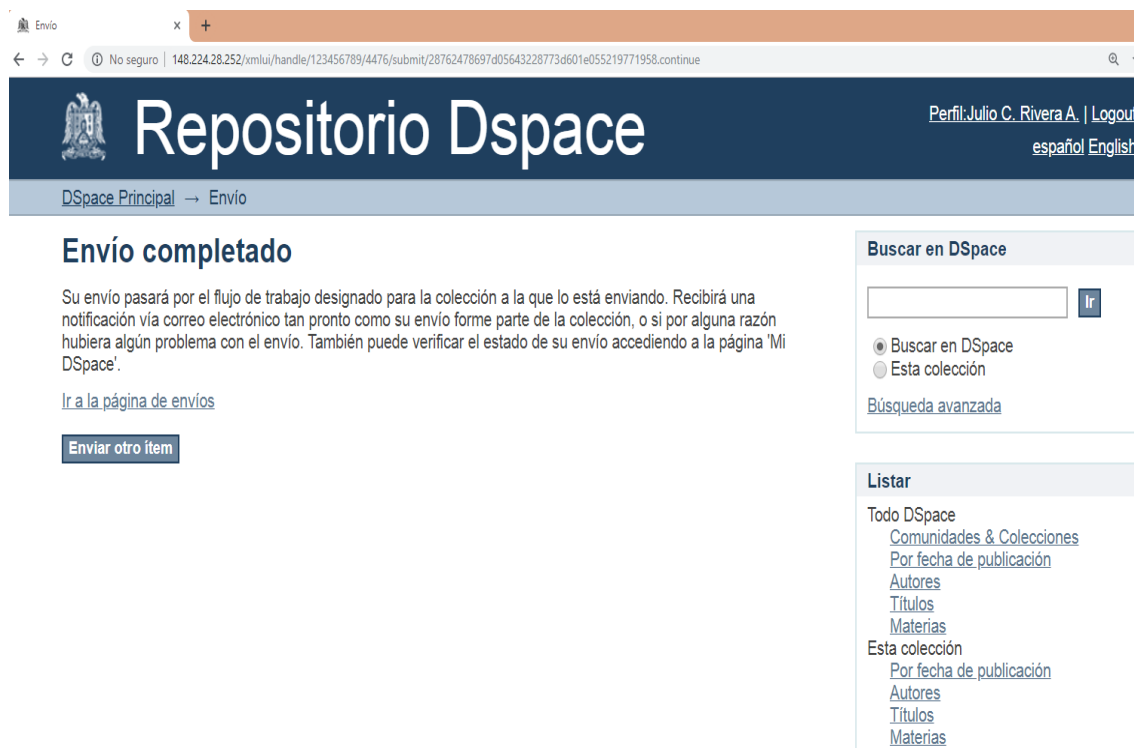 Envío
No seguro | 148.224.28.252/xmlui/handle/123456789/4476/submit/28762478697d05643228773d601e055219771958.continue
Repositorio Dspace
Perfil:Julio C. Rivera A. | Logout
español English
DSpace Principal → Envío
Envío completado
Su envío pasará por el flujo de trabajo designado para la colección a la que lo está enviando. Recibirá una
notificación vía correo electrónico tan pronto como su envío forme parte de la colección, o si por alguna razón
hubiera algún problema con el envío. También puede verificar el estado de su envío accediendo a la página 'Mi
DSpace'.
Ir a la página de envíos
Enviar otro ítem
Buscar en DSpace
Ir
Buscar en DSpace
Esta colección
Búsqueda avanzada
Listar
Todo DSpace
Comunidades & Colecciones
Por fecha de publicación
Autores
Títulos
Materias
Esta colección
Por fecha de publicación
Autores
Títulos
Materias